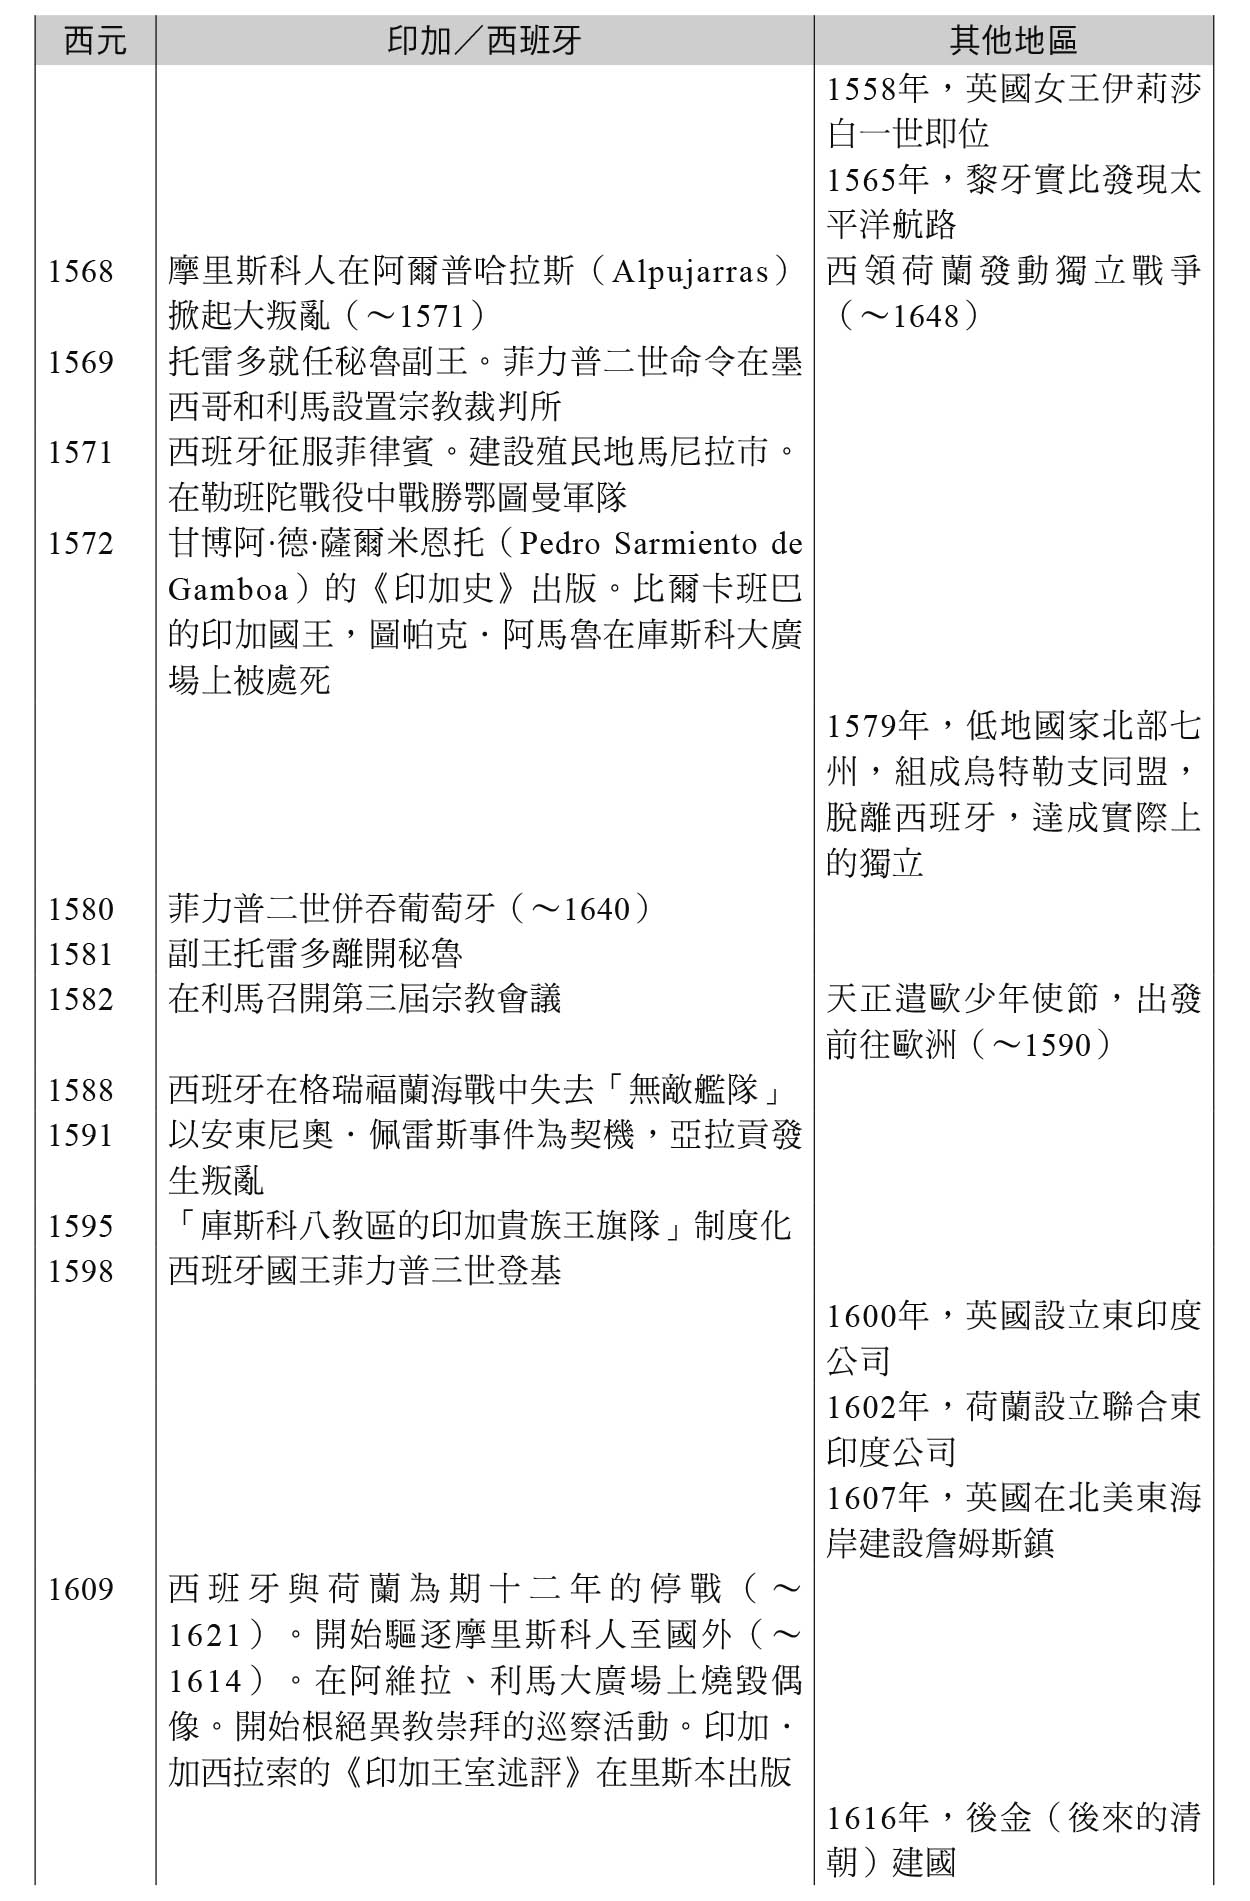 西元 印加／西班牙 其他地區
1558年，英國女王伊莉莎
白一世即位
1565年，黎牙實比發現太
平洋航路
1568 摩里斯科人在阿爾普哈拉斯（Alpujarras） 西領荷蘭發動獨立戰爭
掀起大叛亂（～1571） （～1648）
1569 托雷多就任秘魯副王。菲力普二世命令在墨
西哥和利馬設置宗教裁判所
1571 西班牙征服菲律賓。建設殖民地馬尼拉市。
在勒班陀戰役中戰勝鄂圖曼軍隊
1572 甘博阿·德·薩爾米恩托（Pedro Sarmiento de
Gamboa）的《印加史》出版。比爾卡班巴
的印加國王，圖帕克．阿馬魯在庫斯科大廣
場上被處死
1579年，低地國家北部七
州，組成烏特勒支同盟，
脫離西班牙，達成實際上
的獨立
1580 菲力普二世併吞葡萄牙（～1640）
1581 副王托雷多離開秘魯
1582 在利馬召開第三屆宗教會議 天正遣歐少年使節，出發
前往歐洲（～1590）
1588 西班牙在格瑞福蘭海戰中失去「無敵艦隊」
1591 以安東尼奧．佩雷斯事件為契機，亞拉貢發
生叛亂
1595 「庫斯科八教區的印加貴族王旗隊」制度化
1598 西班牙國王菲力普三世登基
1600年，英國設立東印度
公司
1602年，荷蘭設立聯合東
印度公司
1607年，英國在北美東海
岸建設詹姆斯鎮
1609 西班牙與荷蘭為期十二年的停戰（～
1621）。開始驅逐摩里斯科人至國外（～
1614）。在阿維拉、利馬大廣場上燒毀偶
像。開始根絕異教崇拜的巡察活動。印加．
加西拉索的《印加王室述評》在里斯本出版
1616年，後金（後來的清
朝）建國